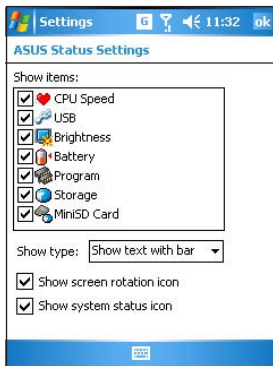 Settings G 11:32 ok
ASUS Status Settings
Show items:
CPU Speed
USB
Brightness
Battery
Program
Storage
MiniSD Card
Show type: Show text with bar
Show screen rotation icon
Show system status icon